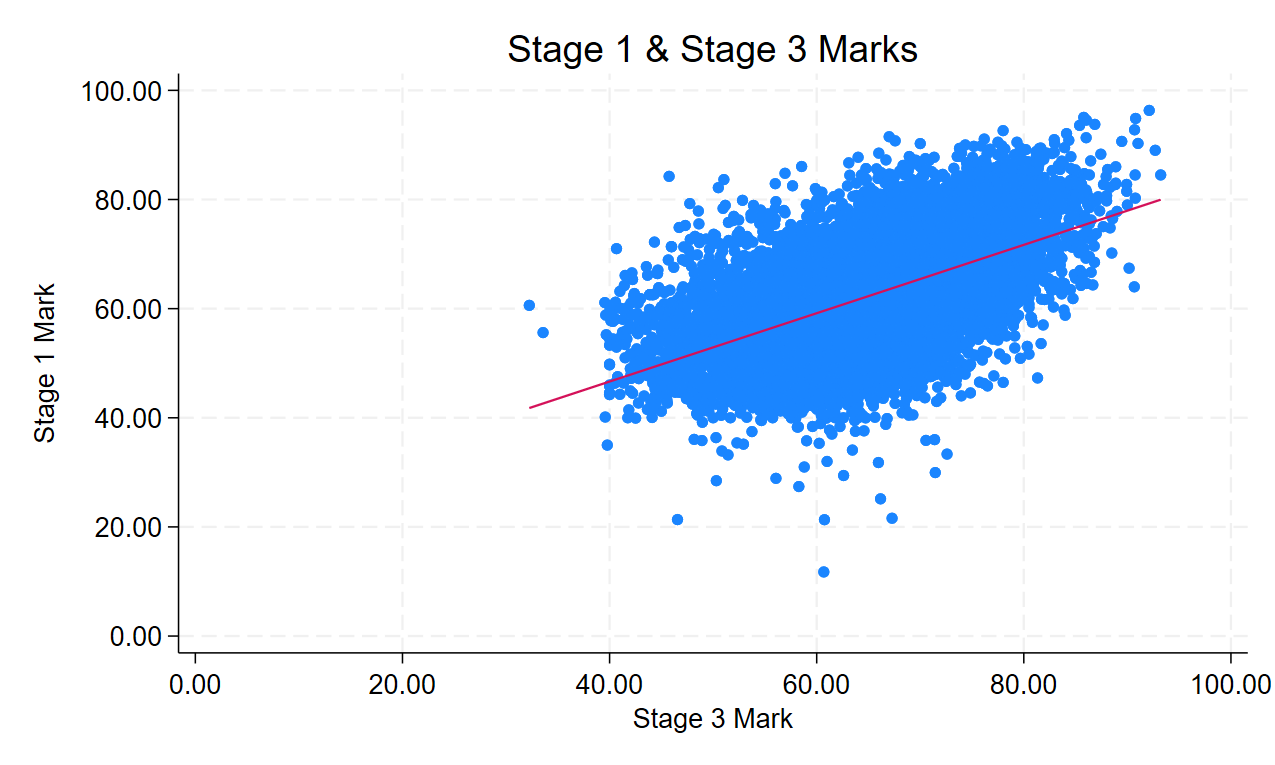 Stage 1 & Stage 3 Marks
100.00
80.00
60.00
40.00
20.00
0.00
Stage 1 Mark
0.00 20.00 40.00 60.00 80.00 100.00
Stage 3 Mark